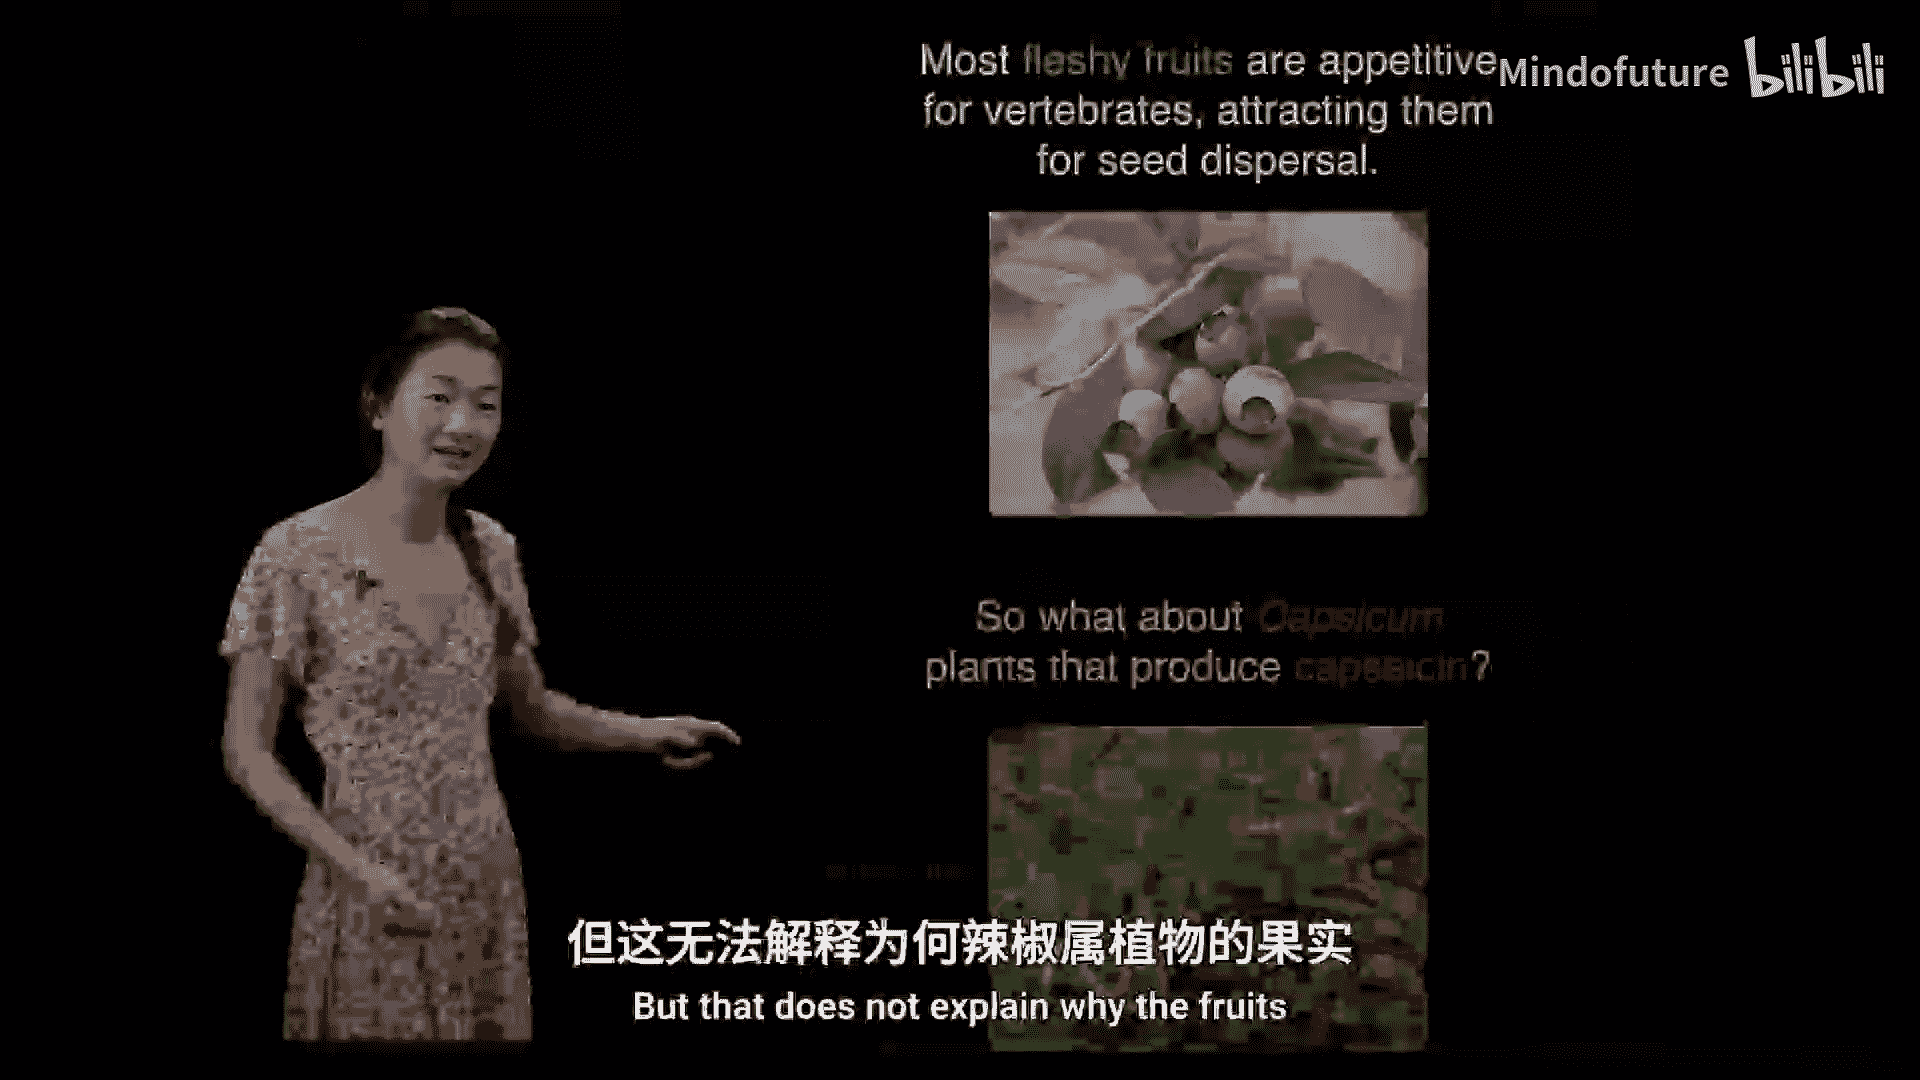 Most fleshy fruits are appetitive
for vertebrates, attracting them
for seed dispersal.
Mindofuture bilibili
So what about Capsicum
plants that produce capsaicin?
但这无法解释为何辣椒属植物的果实
But that does not explain why the fruits